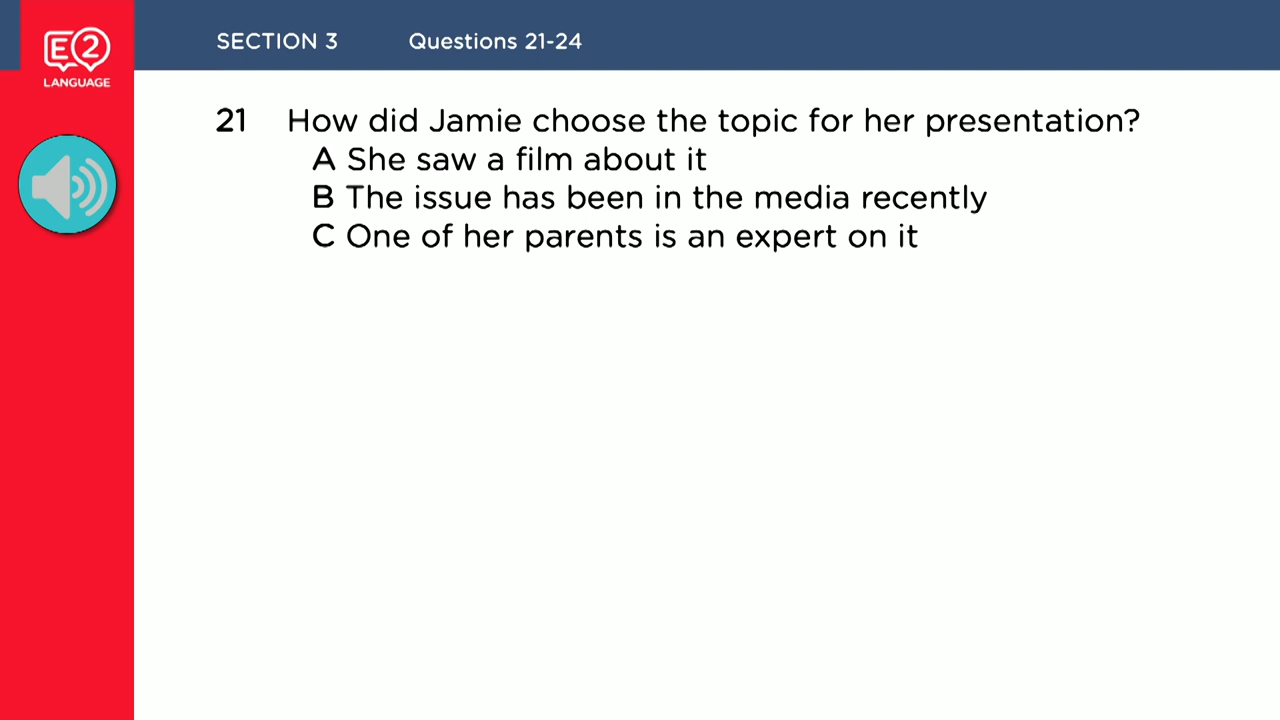 E2
LANGUAGE
SECTION 3 Questions 21-24
21 How did Jamie choose the topic for her presentation?
A She saw a film about it
B The issue has been in the media recently
C One of her parents is an expert on it